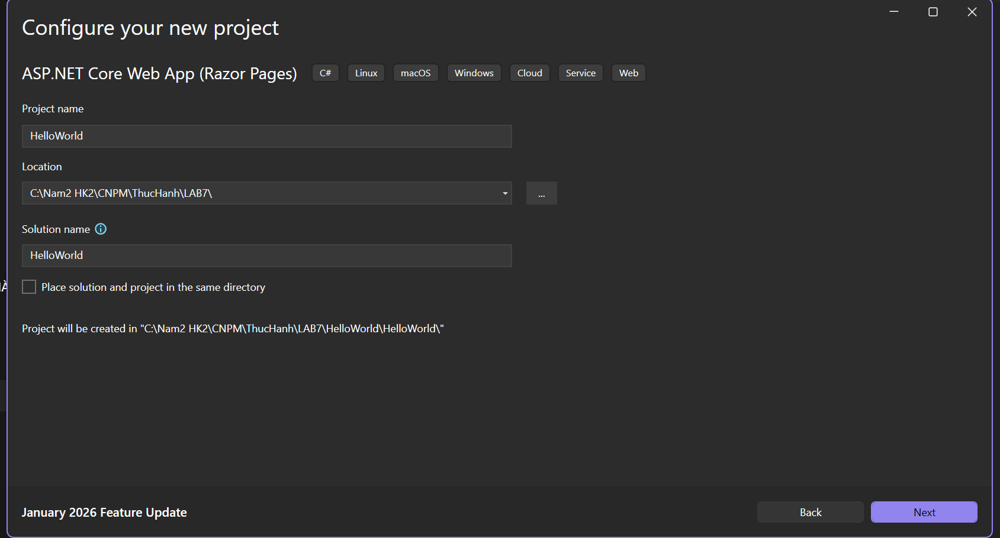 Configure your new project
ASP.NET Core Web App (Razor Pages) C# Linux macOS Windows Cloud Service Web
Project name
HelloWorld
Location
C:\Nam2 HK2\CNPM\ThucHanh\LAB7\ ...
Solution name
HelloWorld
Place solution and project in the same directory
Project will be created in "C:\Nam2 HK2\CNPM\ThucHanh\LAB7\HelloWorld\HelloWorld\"
January 2026 Feature Update Back Next